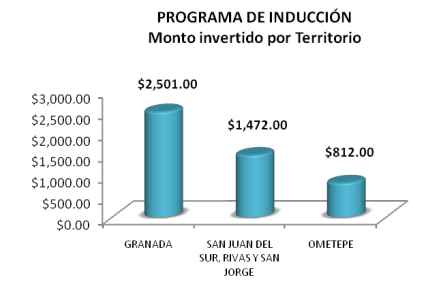 PROGRAMA DE INDUCCIÓN
Monto invertido por Territorio
$2,501.00
$1,472.00
$812.00
$3,000.00
$2,500.00
$2,000.00
$1,500.00
$1,000.00
$500.00
$0.00
GRANADA
SAN JUAN DEL
SUR, RIVAS Y SAN
JORGE
OMETEPE